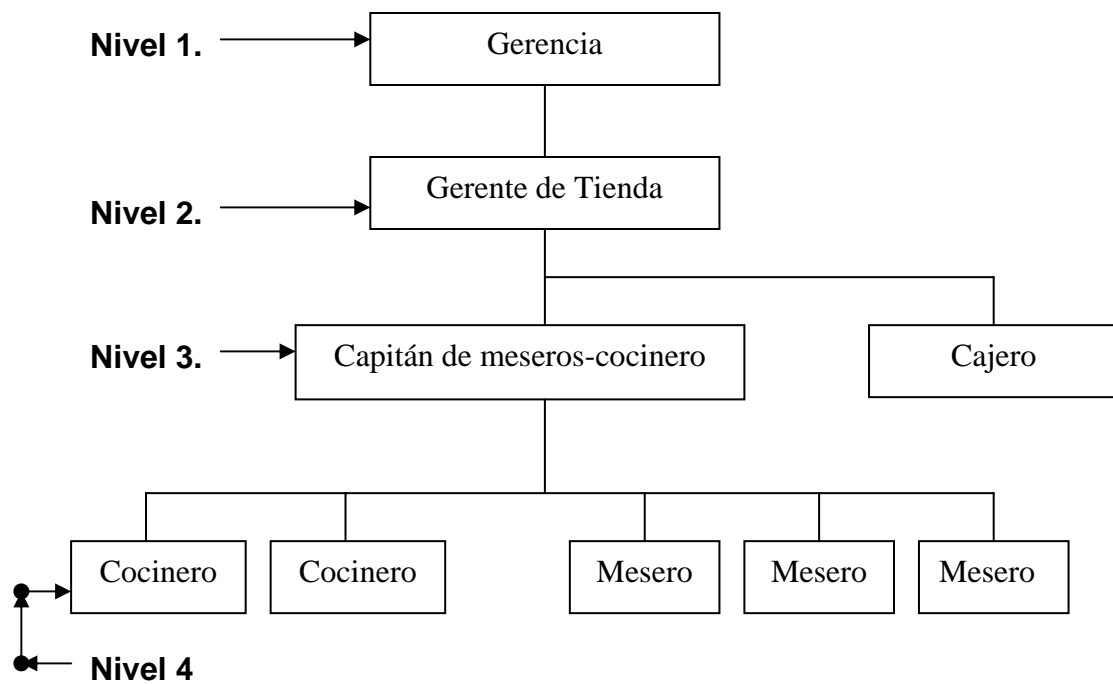 Nivel 1.
Gerencia
Nivel 2.
Gerente de Tienda
Nivel 3.
Capitán de meseros-cocinero
Cajero
Cocinero
Cocinero
Mesero
Mesero
Mesero
Nivel 4